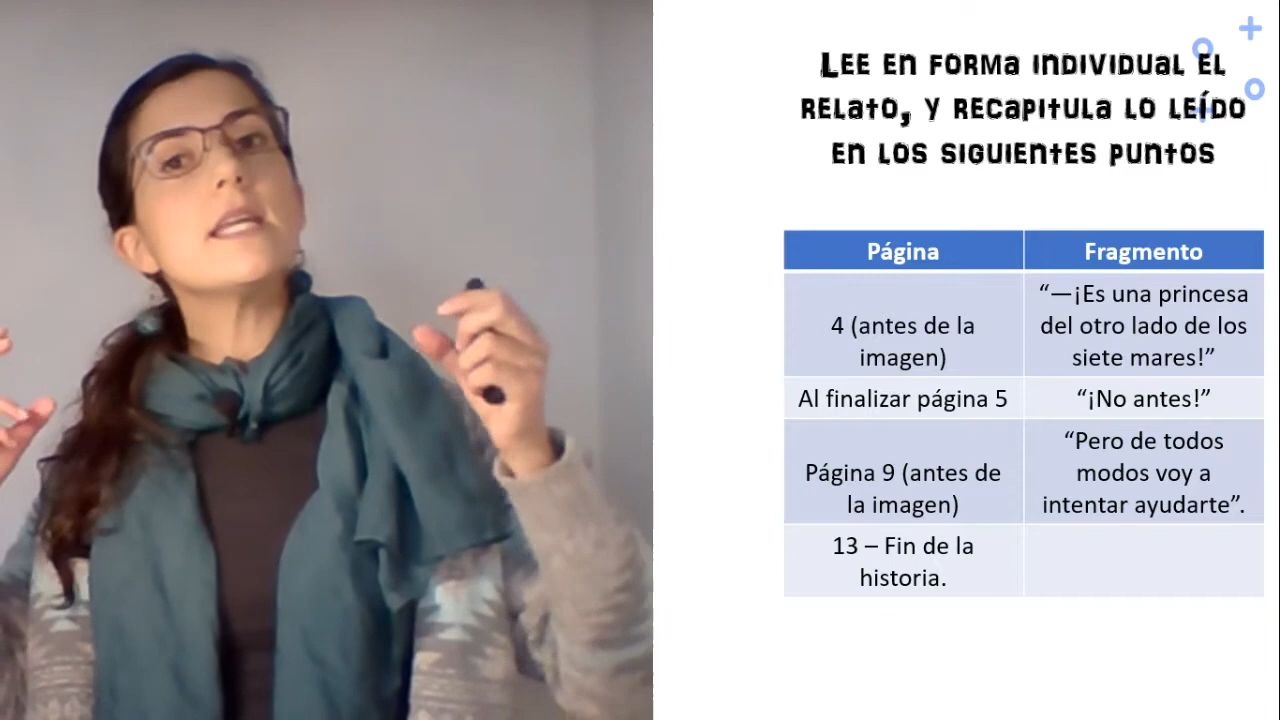 LEE EN FORMA INDIVIDUAL EL
RELATO, Y RECAPITULA LO LEÍDO
EN LOS SIGUIENTES PUNTOS
Página
Fragmento
4 (antes de la
imagen)
“—¡Es una princesa
del otro lado de los
siete mares!”
Al finalizar página 5
“¡No antes!”
Página 9 (antes de
la imagen)
“Pero de todos
modos voy a
intentar ayudarte”.
13 – Fin de la
historia.